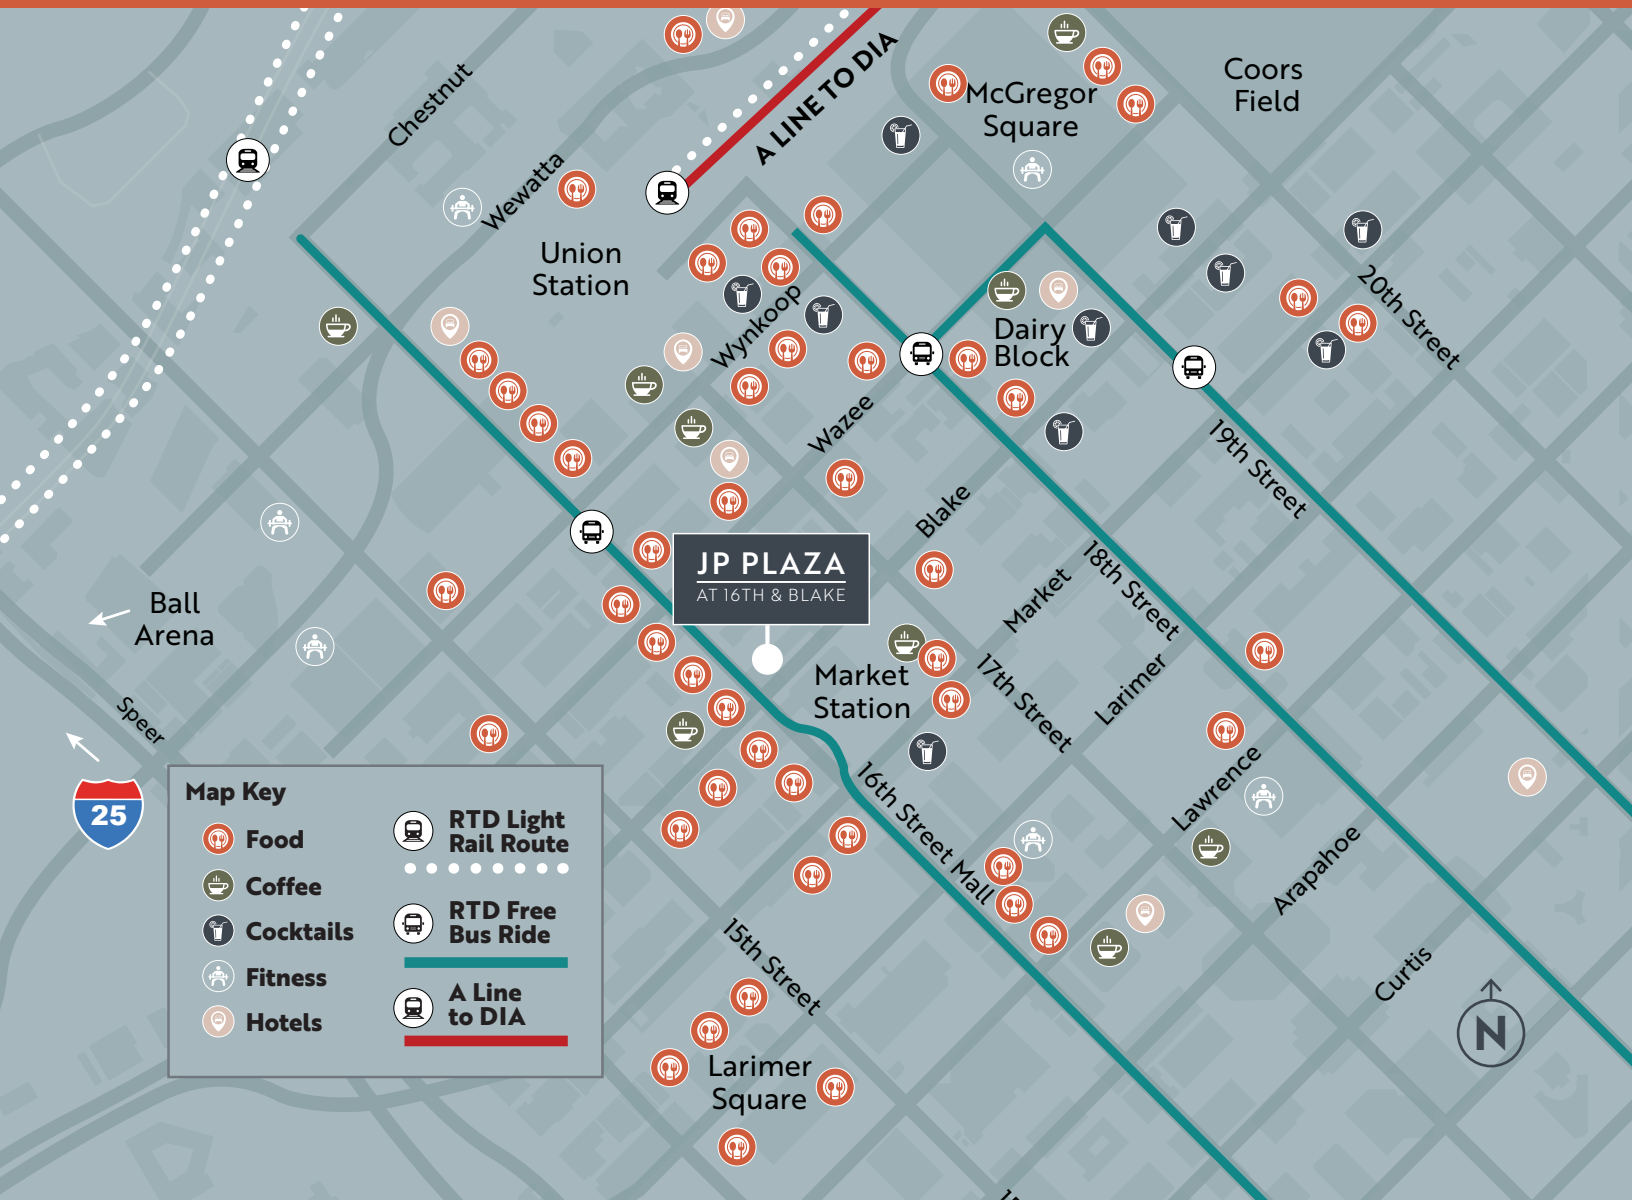 A LINE TO DIA
Coors
Field
McGregor
Square
Chestnut
Wewatta
Union
Station
Wynkoop
Dairy
Block
20th Street
Wazee
19th Street
Blake
18th Street
JP PLAZA
AT 16TH & BLAKE
Market
Ball
Arena
Market
Station
17th Street
Larimer
Speer
Lawrence
16th Street Mall
25
Arapahoe
15th Street
Curtis
N
Larimer
Square
Map Key
Food
Coffee
Cocktails
Fitness
Hotels
RTD Light
Rail Route
RTD Free
Bus Ride
A Line
to DIA